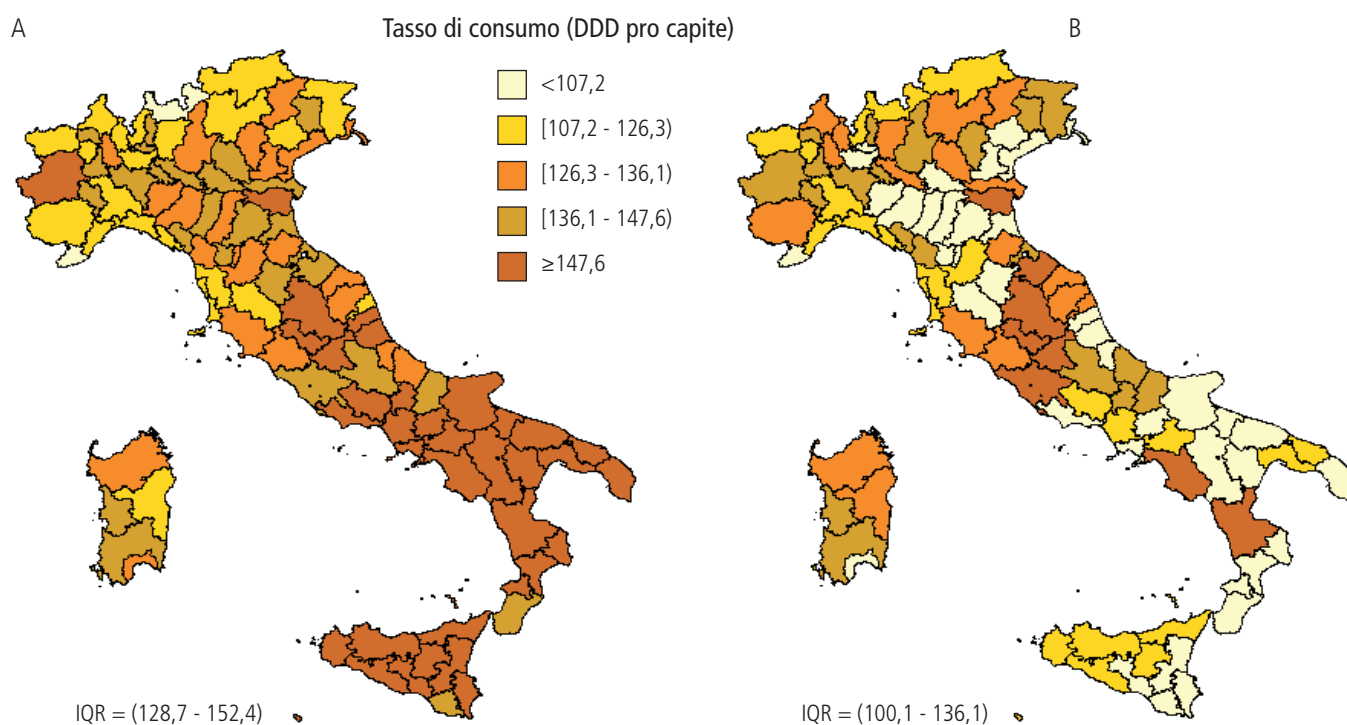 A
Tasso di consumo (DDD pro capite)
B
<107,2
[107,2 - 126,3)
[126,3 - 136,1)
[136,1 - 147,6)
≥147,6
IQR = (128,7 - 152,4)
IQR = (100,1 - 136,1)